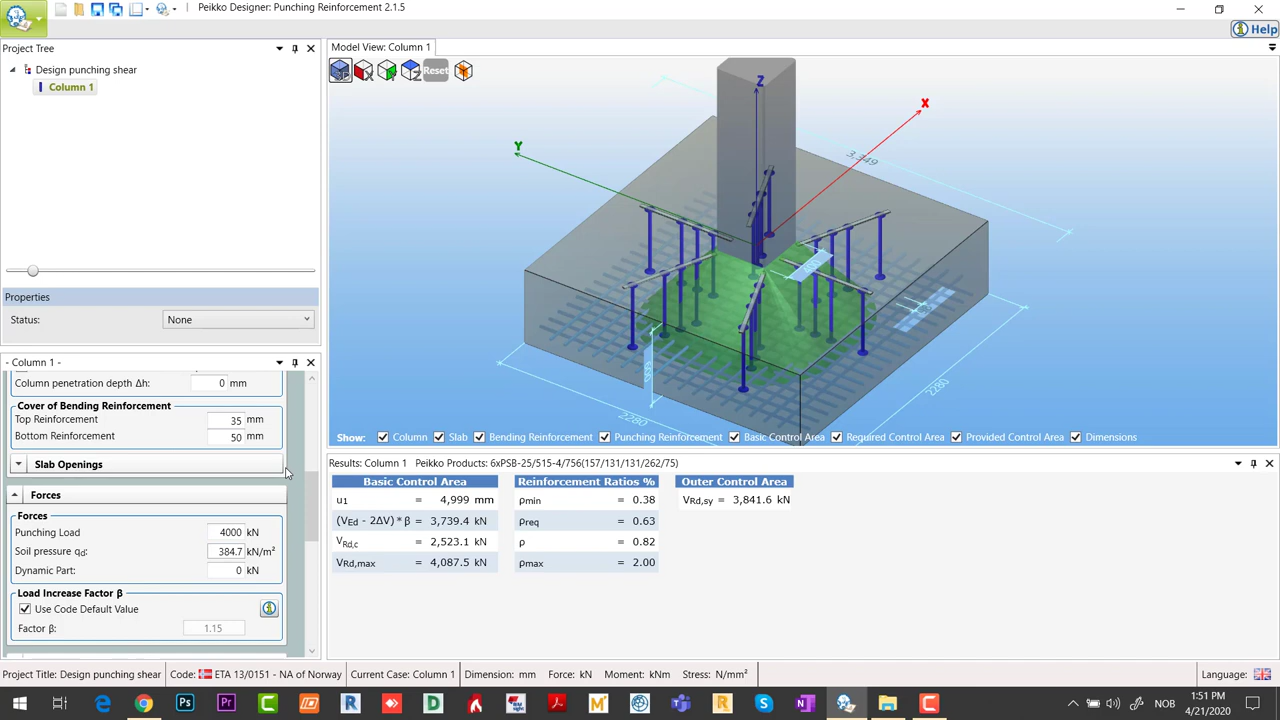 Peikko Designer: Punching Reinforcement 2.1.5
Help
Project Tree
Design punching shear
Column 1
Properties
Status: None
- Column 1 -
Column penetration depth Δh: 0 mm
Cover of Bending Reinforcement
Top Reinforcement 35 mm
Bottom Reinforcement 50 mm
Slab Openings
Forces
Forces
Punching Load 4000 kN
Soil pressure qd: 384.7 kN/m²
Dynamic Part: 0 kN
Load Increase Factor β
Use Code Default Value
Factor β: 1.15
Model View: Column 1
Reset
Z
X
Y
3,349
2280
2280
Show: Column Slab Bending Reinforcement Punching Reinforcement Basic Control Area Required Control Area Provided Control Area Dimensions
Results: Column 1 Peikko Products: 6xPSB-25/515-4/756(157/131/131/262/75)
Basic Control Area Reinforcement Ratios % Outer Control Area
u1 = 4,999 mm ρmin = 0.38 VRd,sy = 3,841.6 kN
(VEd - 2ΔV)*β = 3,739.4 kN ρreq = 0.63
VRd,c = 2,523.1 kN ρ = 0.82
VRd,max = 4,087.5 kN ρmax = 2.00
Project Title: Design punching shear Code: ETA 13/0151 - NA of Norway Current Case: Column 1 Dimension: mm Force: kN Moment: kNm Stress: N/mm² Language:
NOB 1:51 PM
4/21/2020